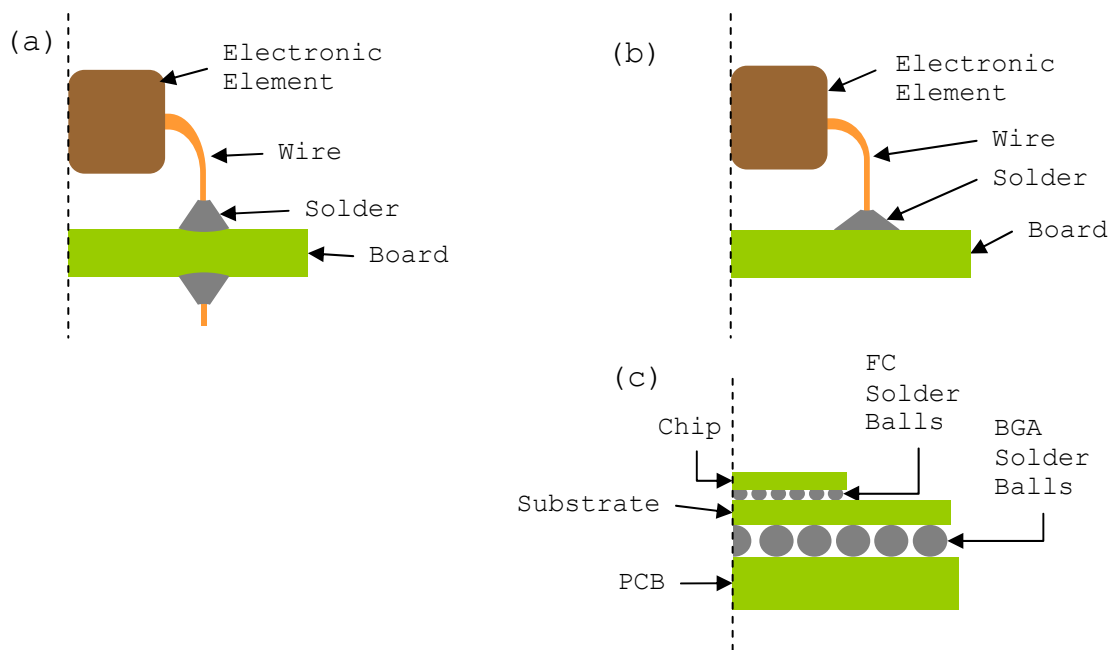 (a)
Electronic
Element
Wire
Solder
Board
(b)
Electronic
Element
Wire
Solder
Board
(c)
FC
Solder
Balls
Chip
BGA
Solder
Balls
Substrate
PCB